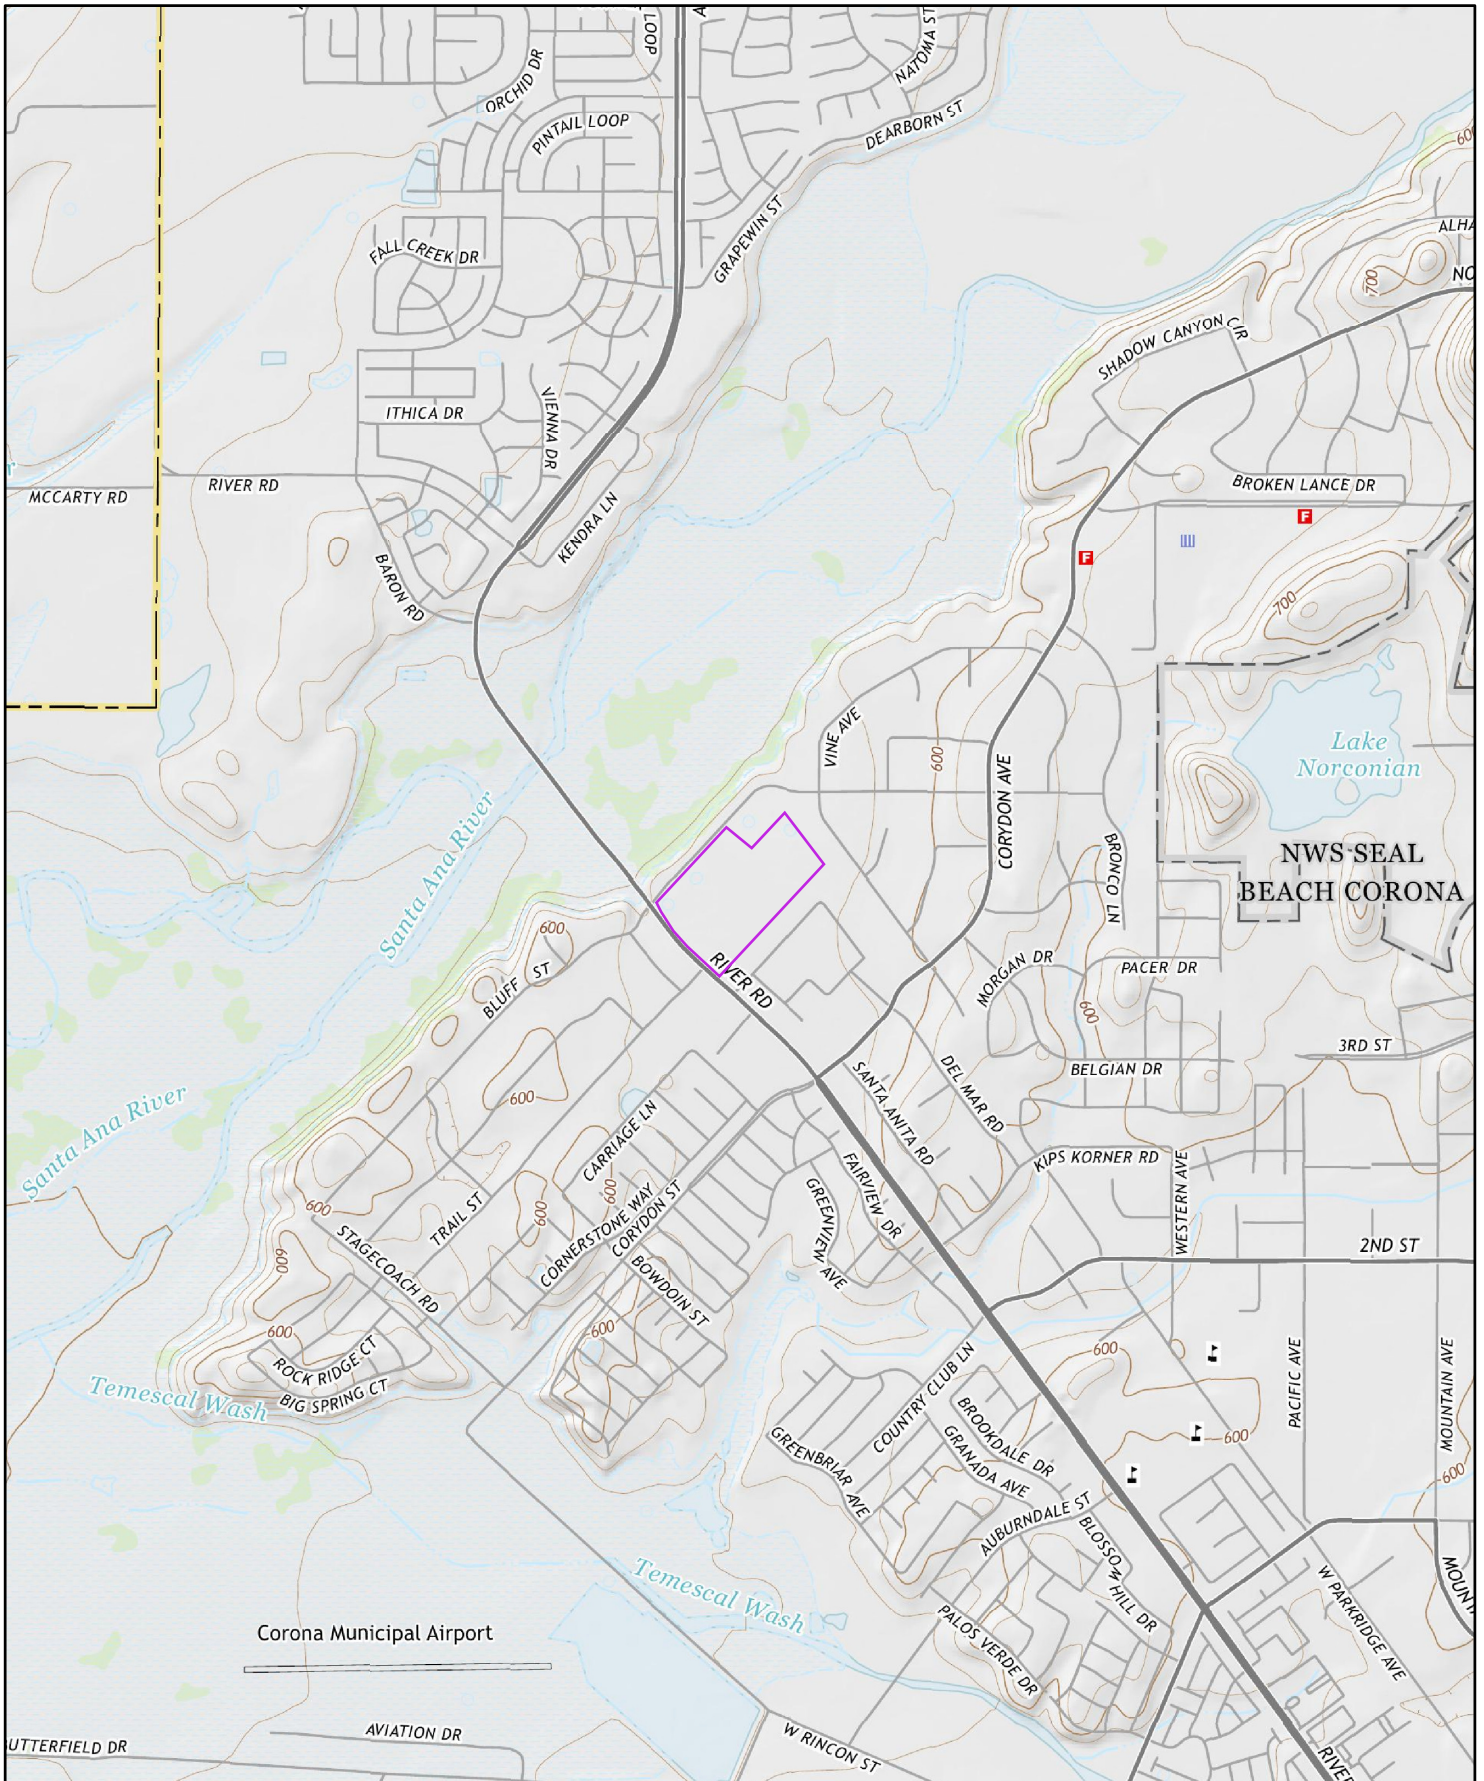 LOOP
NATOMA ST
ORCHID DR
PINTAIL LOOP
DEARBORN ST
600
ALHA
GRAPEWIN ST
FALL CREEK DR
700
NO
SHADOW CANYON CIR
ITHICA DR
VIENNA DR
r
MCCARTY RD
RIVER RD
BROKEN LANCE DR
F
KENDRA LN
F
BARON RD
700
VINE AVE
600
CORYDON AVE
Lake
Norconian
Santa Ana River
BRONCO LN
NWS SEAL
BEACH CORONA
600
BLUFF ST
RIVER RD
MORGAN DR
PACER DR
600
3RD ST
BELGIAN DR
Santa Ana River
600
CARRIAGE LN
SANTA ANITA RD
DEL MAR RD
KIPS KORNER RD
WESTERN AVE
600
STAGECOACH RD
TRAIL ST
600
600
CORNERSTONE WAY
CORYDON ST
GREENVIEW AVE
FAIRVIEW DR
2ND ST
600
BOWDOIN ST
600
600
ROCK RIDGE CT
BIG SPRING CT
Temescal Wash
600
COUNTRY CLUB LN
PACIFIC AVE
MOUNTAIN AVE
BROOKDALE DR
GRANADA AVE
GREENBRIAR AVE
600
600
AUBURNDALE ST
BLOSSOM HILL DR
Temescal Wash
W PARKRIDGE AVE
MOUNT
Corona Municipal Airport
PALOS VERDE DR
AVIATION DR
UTTERFIELD DR
W RINCON ST
RIVER